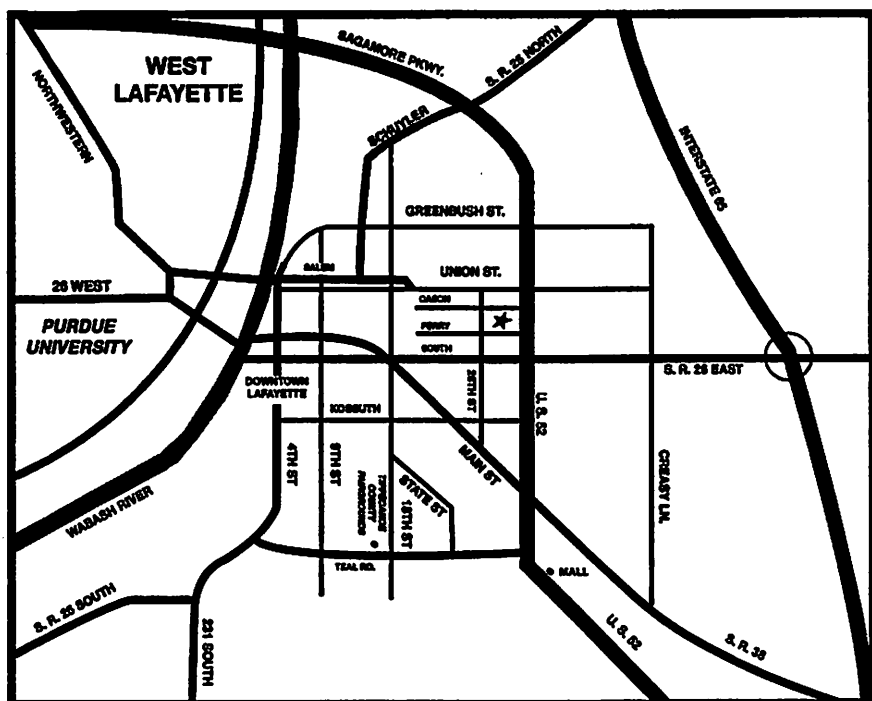 WEST
LAFAYETTE
SAGAMORE PKWY.
S. R. 25 NORTH
NORTHWESTERN
SCHUYLER
INTERSTATE 65
GREENBUSH ST.
SALEM
UNION ST.
26 WEST
CASON
PERRY
SOUTH
PURDUE
UNIVERSITY
S. R. 26 EAST
DOWNTOWN
LAFAYETTE
26TH ST
U. S. 52
KOSSUTH
4TH ST
9TH ST
MAIN ST
STATE ST
18TH ST
TIPPECANOE
COUNTY
FAIRGROUNDS
CREASY LN.
WABASH RIVER
TEAL RD.
MALL
S. R. 25 SOUTH
231 SOUTH
U. S. 52
S. R. 38